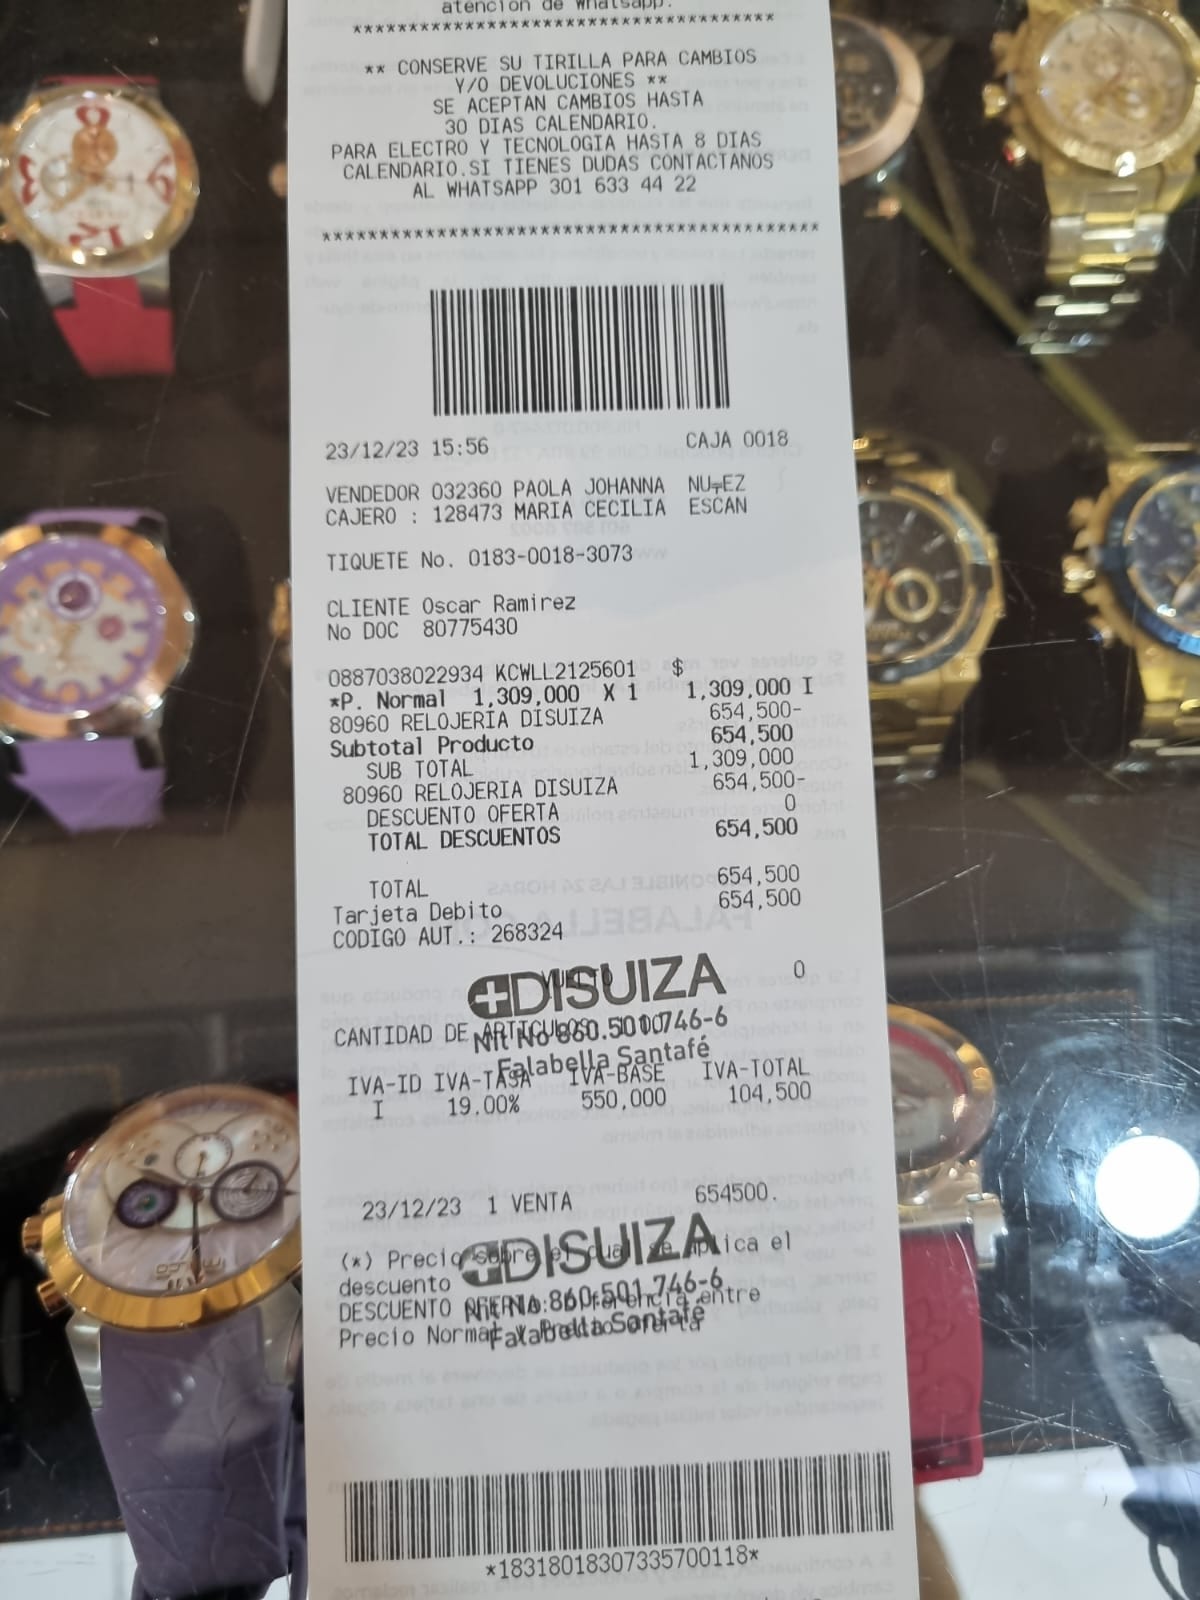 atención de Whatsapp.
*************************************
** CONSERVE SU TIRILLA PARA CAMBIOS
Y/O DEVOLUCIONES **
SE ACEPTAN CAMBIOS HASTA
30 DIAS CALENDARIO.
PARA ELECTRO Y TECNOLOGIA HASTA 8 DIAS
CALENDARIO.SI TIENES DUDAS CONTACTANOS
AL WHATSAPP 301 633 44 22
******************************************
23/12/23 15:56 CAJA 0018
VENDEDOR 032360 PAOLA JOHANNA NU╤EZ
CAJERO : 128473 MARIA CECILIA ESCAN
TIQUETE No. 0183-0018-3073
CLIENTE Oscar Ramirez
No DOC 80775430
0887038022934 KCWLL2125601 $
*P. Normal 1,309,000 X 1 1,309,000 I
80960 RELOJERIA DISUIZA 654,500-
Subtotal Producto 654,500
SUB TOTAL 1,309,000
80960 RELOJERIA DISUIZA 654,500-
DESCUENTO OFERTA 0
TOTAL DESCUENTOS 654,500
TOTAL 654,500
Tarjeta Debito 654,500
CODIGO AUT.: 268324
VUELTO 0
DISUIZA
CANTIDAD DE ARTICULOS:
Nit No 860.501.746-6
Falabella Santafé
IVA-ID IVA-TASA IVA-BASE IVA-TOTAL
I 19.00% 550,000 104,500
23/12/23 1 VENTA 654500.
DISUIZA
(*) Precio sobre el cual se aplica el
descuento
Nit No 860.501.746-6
DESCUENTO OFERTA: Diferencia entre
Falabella Santafé
Precio Normal y Precio Oferta
*18318018307335700118*